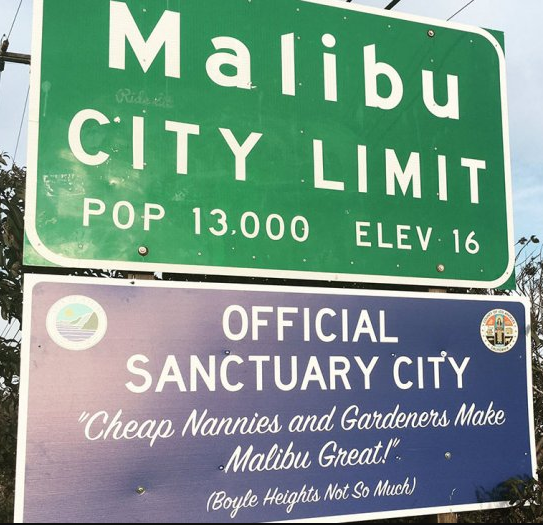 Malibu
CITY LIMIT
POP 13,000 ELEV 16
OFFICIAL
SANCTUARY CITY
"Cheap Nannies and Gardeners Make
Malibu Great!"
(Boyle Heights Not So Much)